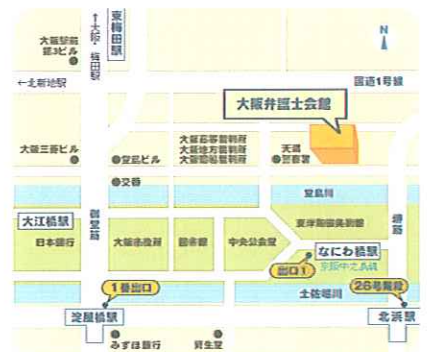 東梅田駅
←大阪・梅田駅
大阪駅前
第3ビル
N
←北新地駅
国道1号線
大阪弁護士会館
大阪三菱ビル
堂島ビル
大阪高等裁判所
大阪地方裁判所
大阪簡易裁判所
天満
警察署
交番
堂島川
大江橋駅
御堂筋
東洋陶磁美術館
堺筋
日本銀行
大阪市役所
図書館
中央公会堂
なにわ橋駅
京阪中之島線
出口1
1番出口
土佐堀川
26号階段
淀屋橋駅
北浜駅
みずほ銀行
資生堂